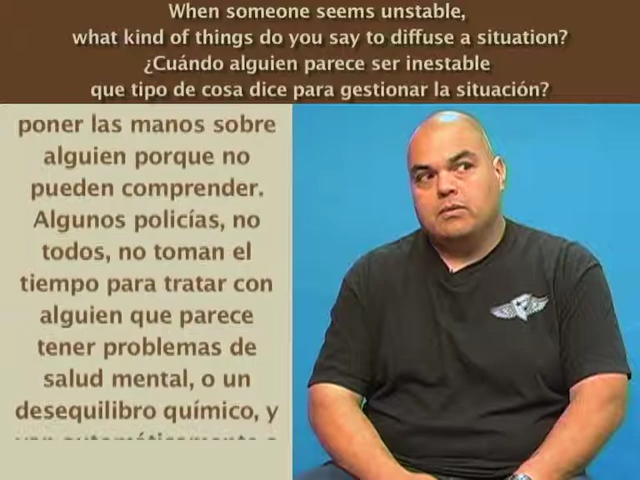 When someone seems unstable,
what kind of things do you say to diffuse a situation?
¿Cuándo alguien parece ser inestable
que tipo de cosa dice para gestionar la situación?
poner las manos sobre
alguien porque no
pueden comprender.
Algunos policías, no
todos, no toman el
tiempo para tratar con
alguien que parece
tener problemas de
salud mental, o un
desequilibro químico, y